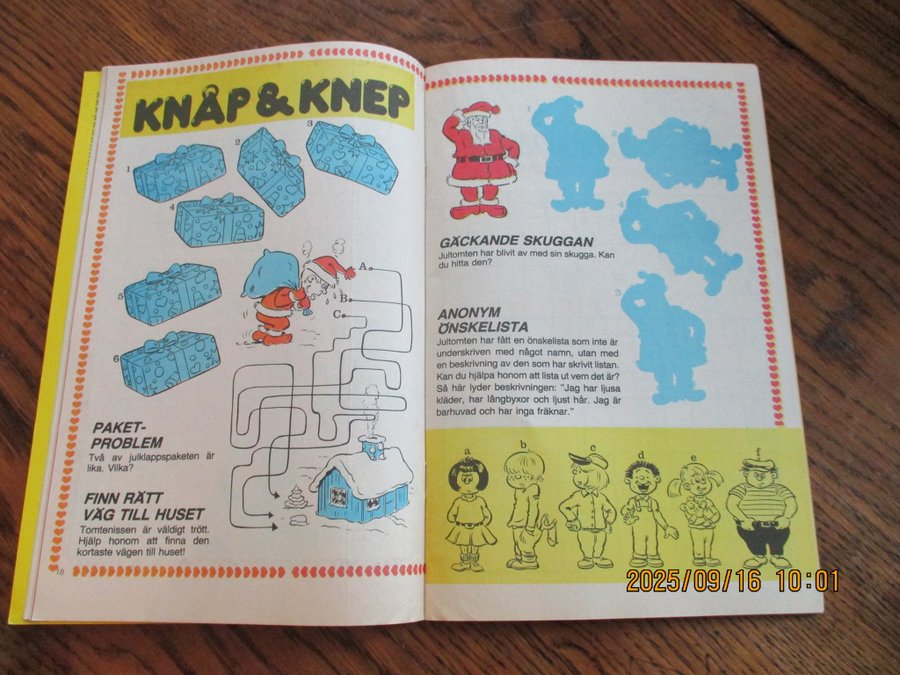 KNÅP & KNEP
1
2
3
4
5
6
A
B
C
PAKET-
PROBLEM
Två av julklappspaketen är
lika. Vilka?
FINN RÄTT
VÄG TILL HUSET
Tomtenissen är väldigt trött.
Hjälp honom att finna den
kortaste vägen till huset!
18
1
2
4
3
GÄCKANDE SKUGGAN
Jultomten har blivit av med sin skugga. Kan
du hitta den?
ANONYM
ÖNSKELISTA
Jultomten har fått en önskelista som inte är
underskriven med något namn, utan med
en beskrivning av den som har skrivit listan.
Kan du hjälpa honom att lista ut vem det är?
Så här lyder beskrivningen: "Jag har ljusa
kläder, har långbyxor och ljust hår. Jag är
barhuvad och har inga fräknar."
a b c d e f
2025/09/16 10:01